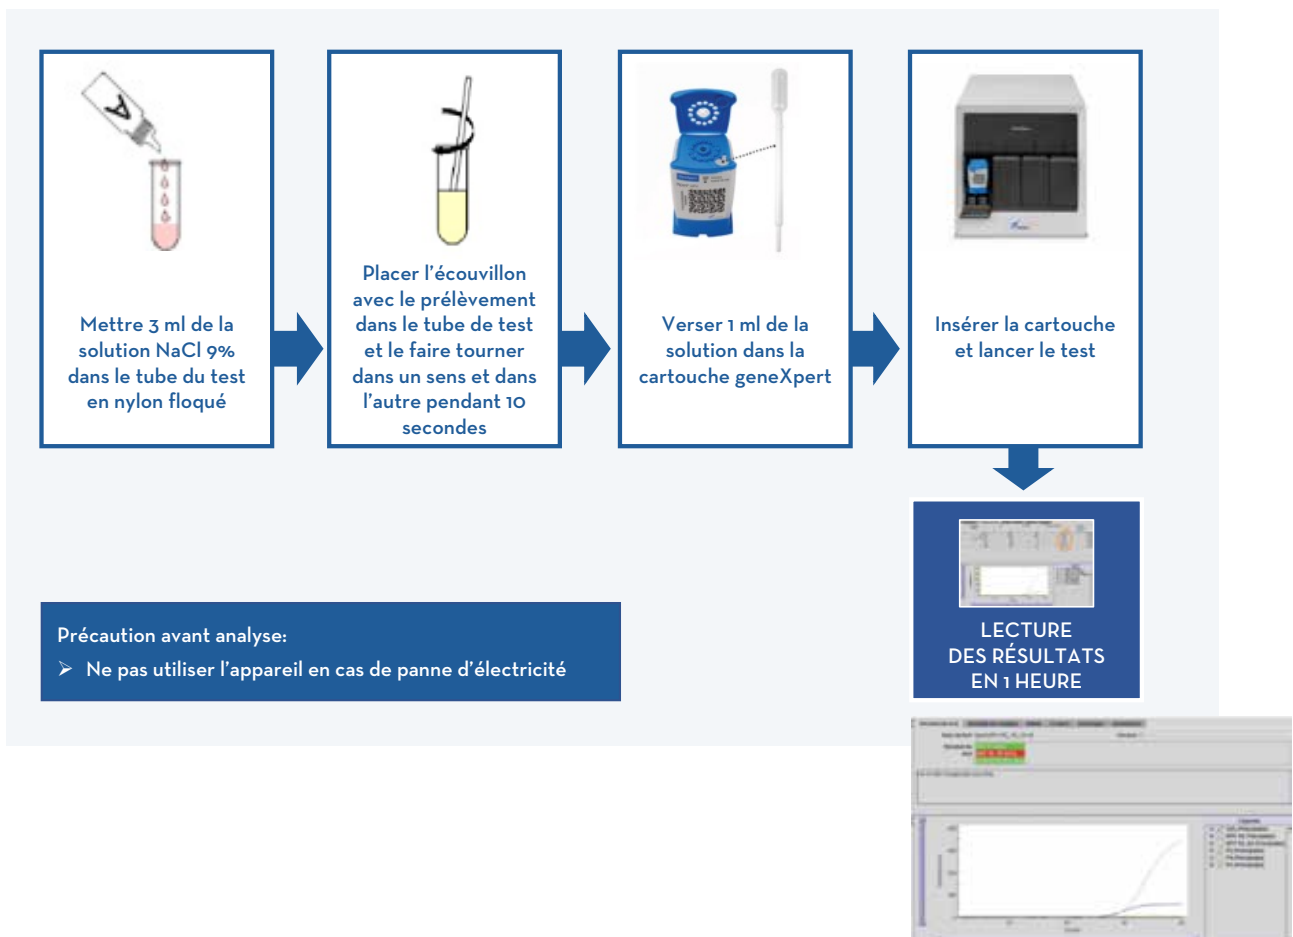 A
Mettre 3 ml de la
solution NaCl 9%
dans le tube du test
en nylon floqué
Placer l'écouvillon
avec le prélèvement
dans le tube de test
et le faire tourner
dans un sens et dans
l'autre pendant 10
secondes
Verser 1 ml de la
solution dans la
cartouche geneXpert
Insérer la cartouche
et lancer le test
LECTURE
DES RÉSULTATS
EN 1 HEURE
Précaution avant analyse:
➢ Ne pas utiliser l'appareil en cas de panne d'électricité